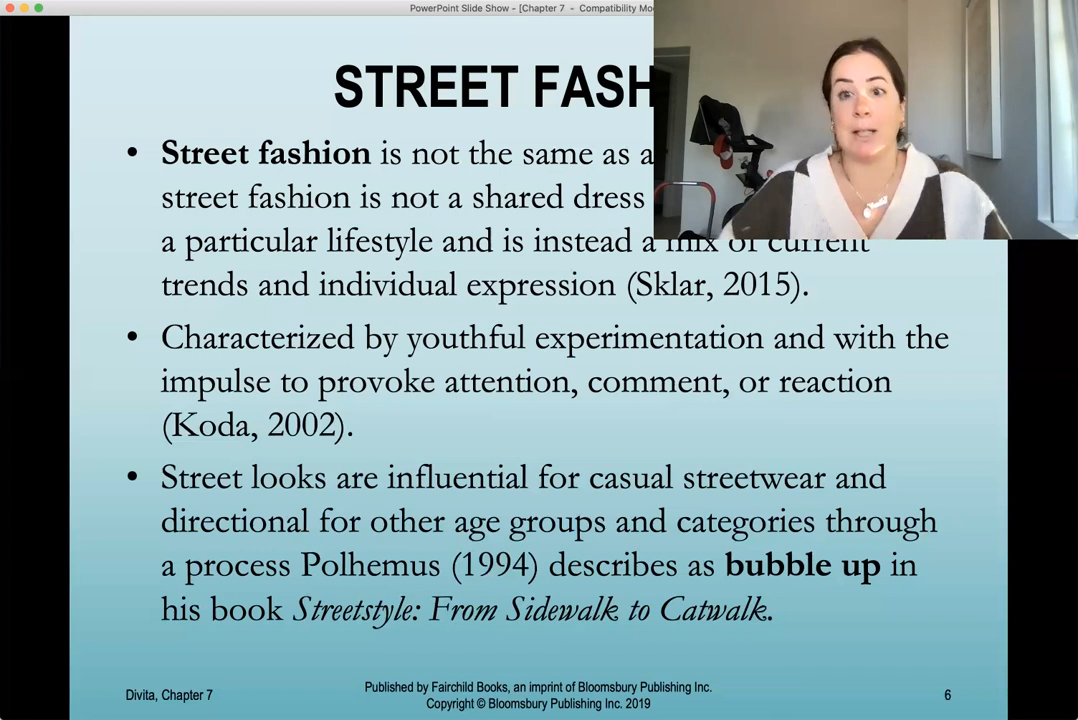 PowerPoint Slide Show - [Chapter 7 - Compatibility
STREET
• Street fashion is not the same as a
street fashion is not a shared dress
a particular lifestyle and is instead a mix of current
trends and individual expression (Sklar, 2015).
• Characterized by youthful experimentation and with the
impulse to provoke attention, comment, or reaction
(Koda, 2002).
• Street looks are influential for casual streetwear and
directional for other age groups and categories through
a process Polhemus (1994) describes as bubble up in
his book Streetstyle: From Sidewalk to Catwalk.
Divita, Chapter 7
Published by Fairchild Books, an imprint of Bloomsbury Publishing Inc.
Copyright © Bloomsbury Publishing Inc. 2019
6